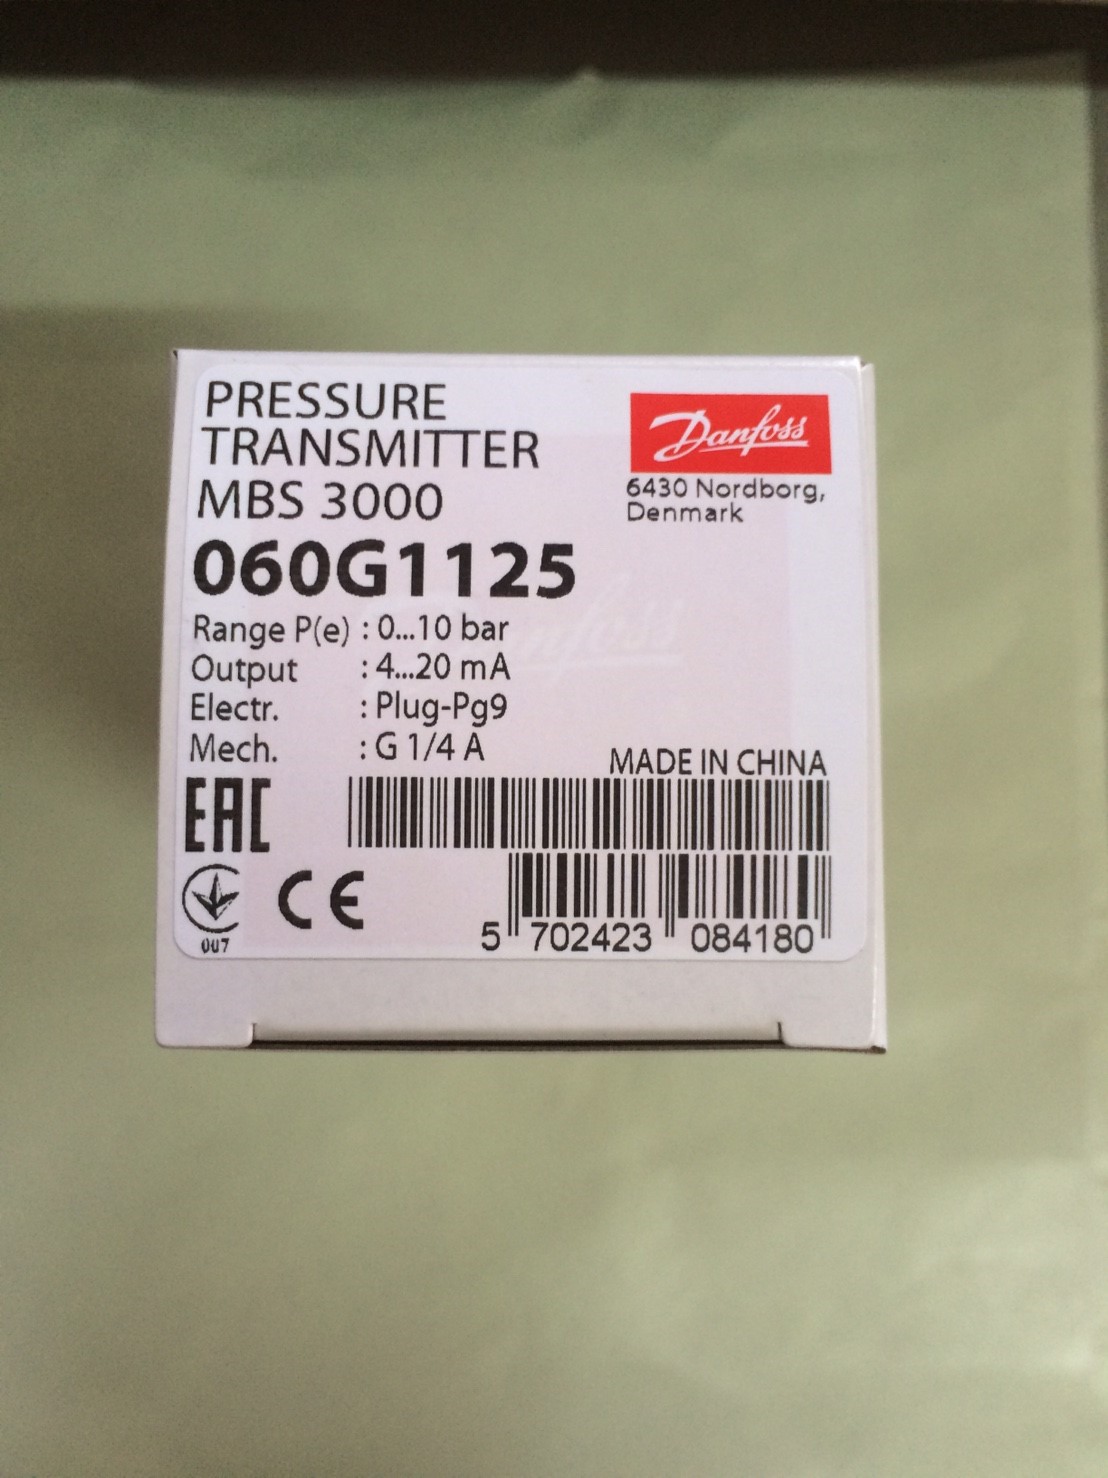 PRESSURE
TRANSMITTER
MBS 3000
060G1125
Danfoss
6430 Nordborg,
Denmark
Range P(e) : 0...10 bar
Output : 4...20 mA
Electr. : Plug-Pg9
Mech. : G 1/4 A
MADE IN CHINA
EAC
CE
007
5 702423 084180
Danfoss